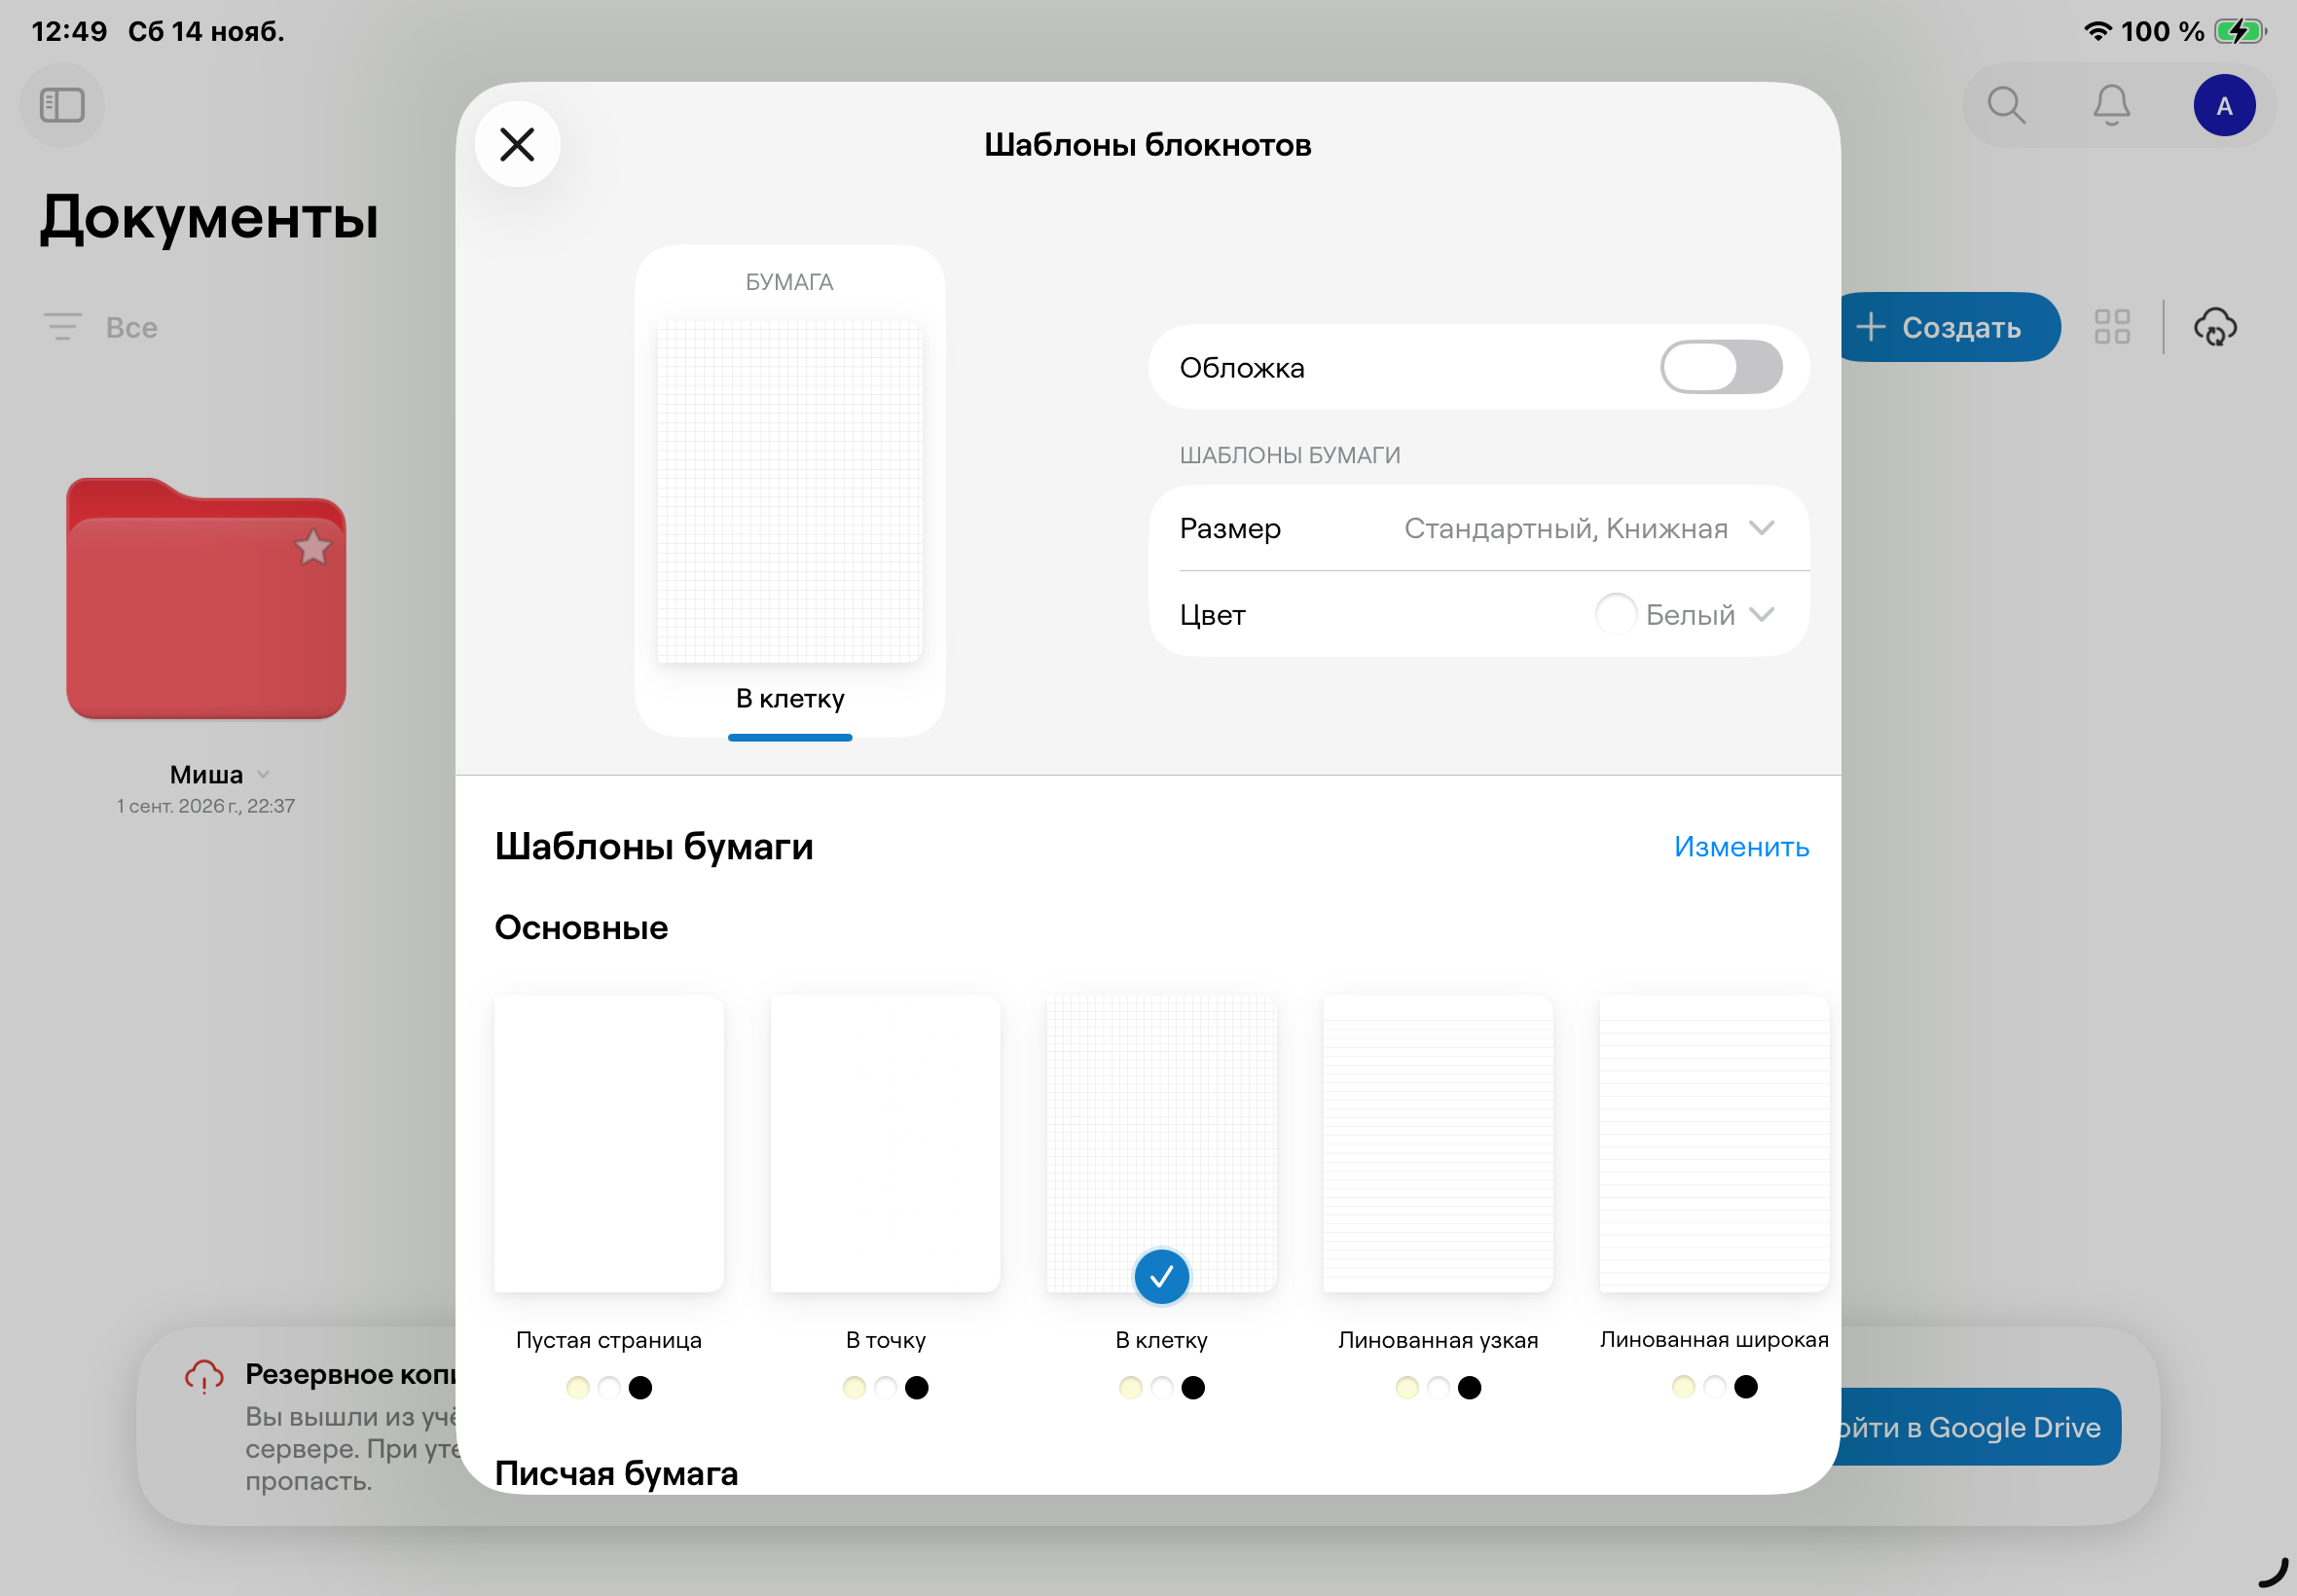 12:49 Сб 14 нояб.
100 %
A
Шаблоны блокнотов
Документы
Все
Создать
БУМАГА
В клетку
Обложка
ШАБЛОНЫ БУМАГИ
Размер Стандартный, Книжная
Цвет Белый
Миша
1 сент. 2026 г., 22:37
Шаблоны бумаги Изменить
Основные
Пустая страница В точку В клетку Линованная узкая Линованная широкая
Писчая бумага
Резервное копи
Вы вышли из учё
сервере. При уте
пропасть.
ойти в Google Drive